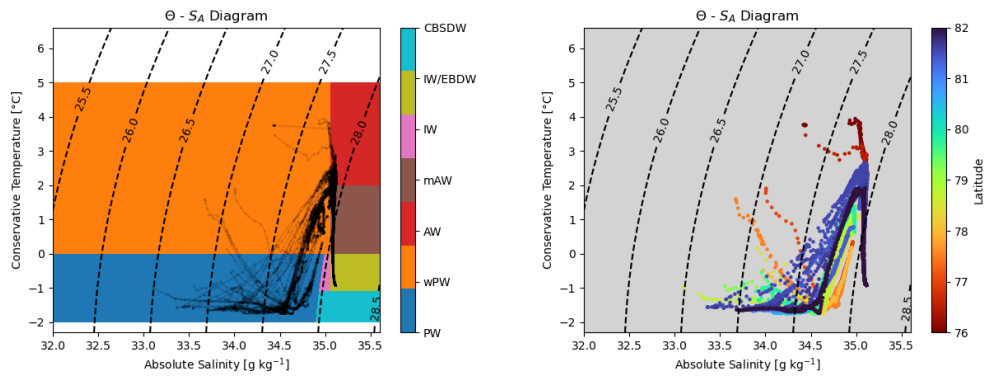 Θ - S_A Diagram
Conservative Temperature [°C]
6
5
4
3
2
1
0
−1
−2
25.5
26.0
26.5
27.0
27.5
28.0
28.5
32.0 32.5 33.0 33.5 34.0 34.5 35.0 35.5
Absolute Salinity [g kg⁻¹]
CBSDW
IW/EBDW
IW
mAW
AW
wPW
PW
Θ - S_A Diagram
Conservative Temperature [°C]
6
5
4
3
2
1
0
−1
−2
25.5
26.0
26.5
27.0
27.5
28.0
28.5
32.0 32.5 33.0 33.5 34.0 34.5 35.0 35.5
Absolute Salinity [g kg⁻¹]
82
81
80
79
78
77
76
Latitude